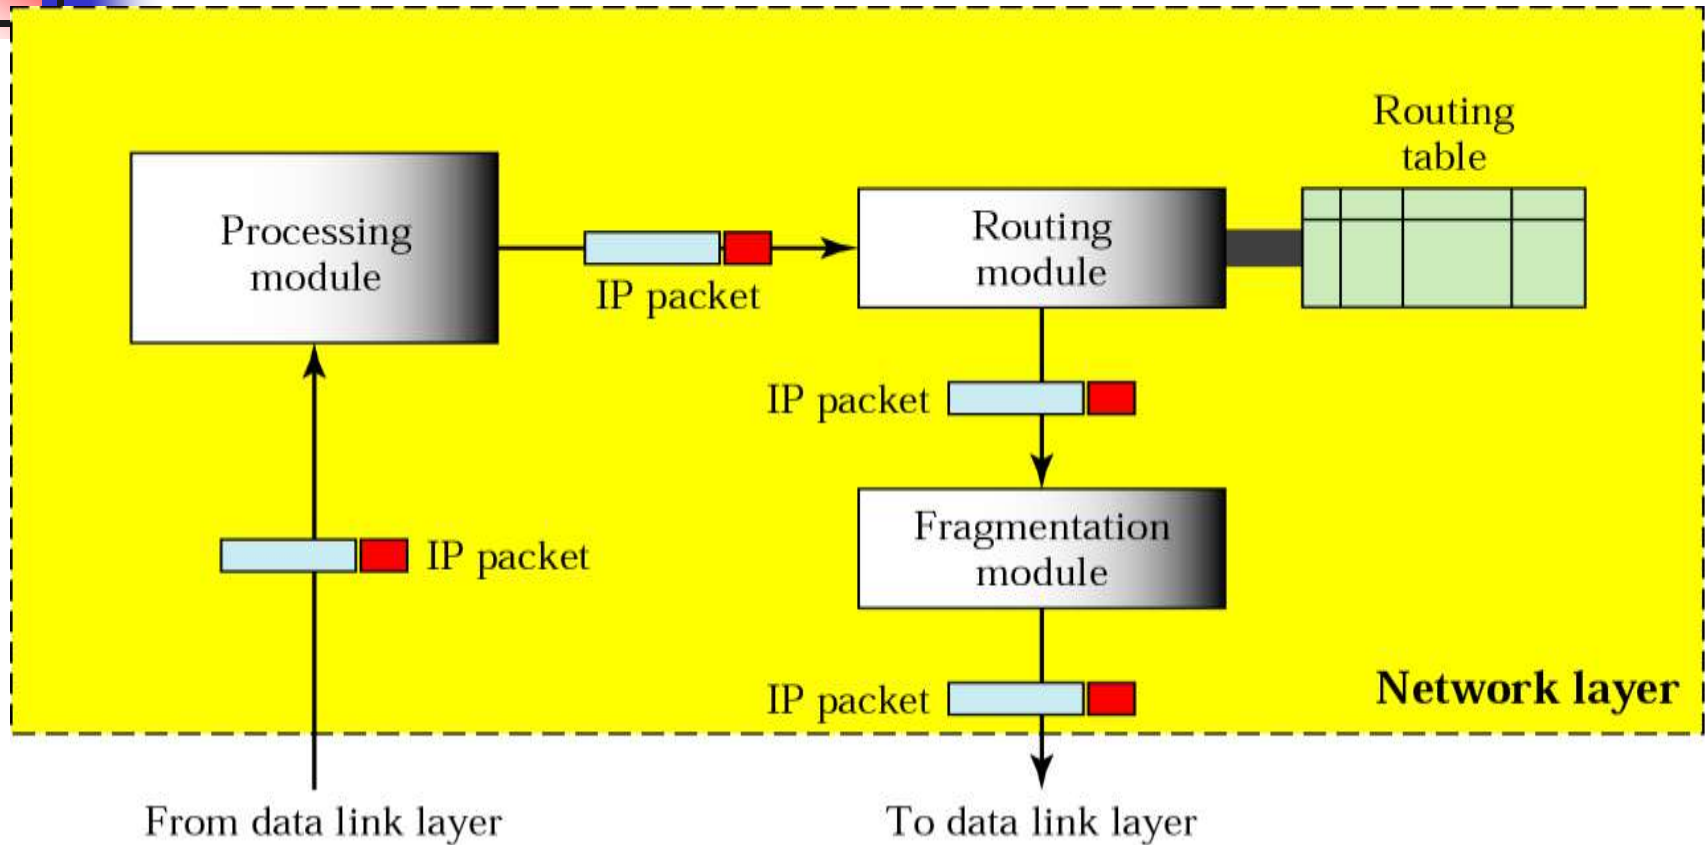 Routing
table
Processing
module
Routing
module
IP packet
IP packet
Fragmentation
module
IP packet
IP packet
Network layer
From data link layer
To data link layer